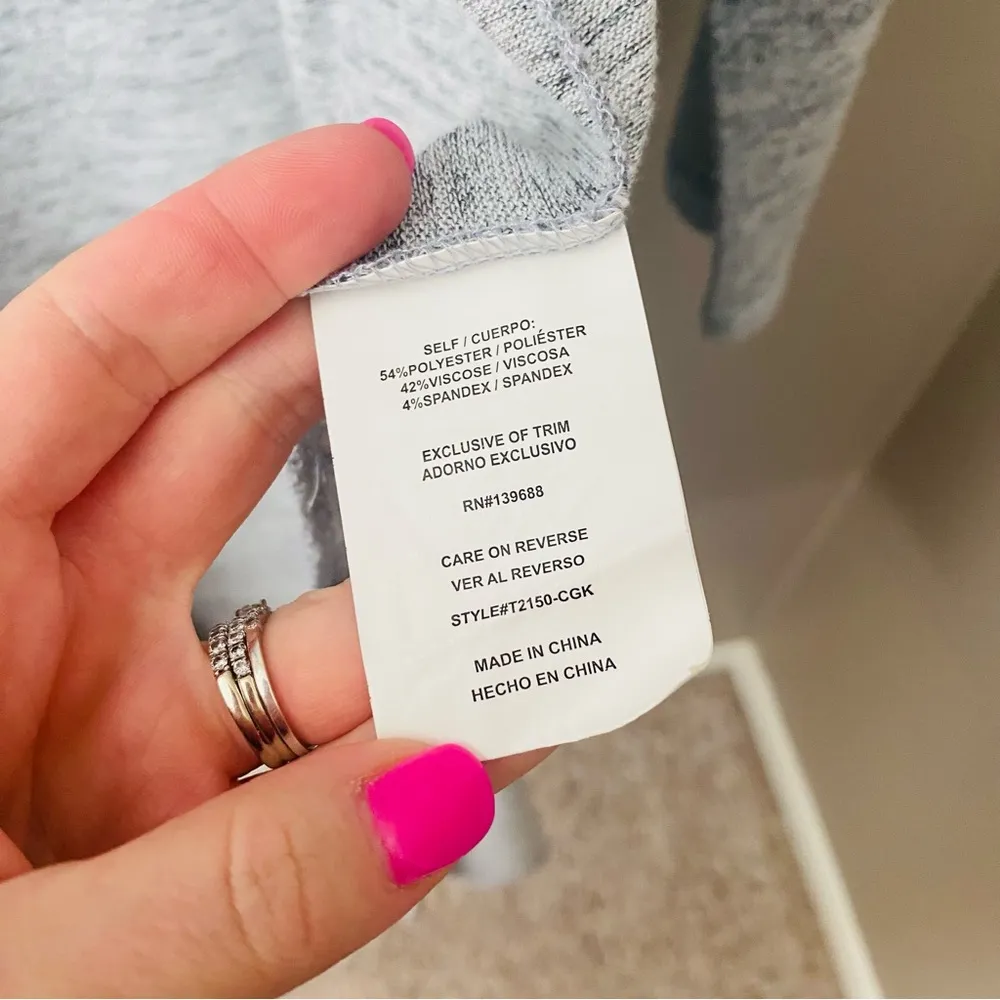 SELF / CUERPO:
54%POLYESTER / POLIÉSTER
42%VISCOSE / VISCOSA
4%SPANDEX / SPANDEX
EXCLUSIVE OF TRIM
ADORNO EXCLUSIVO
RN#139688
CARE ON REVERSE
VER AL REVERSO
STYLE#T2150-CGK
MADE IN CHINA
HECHO EN CHINA